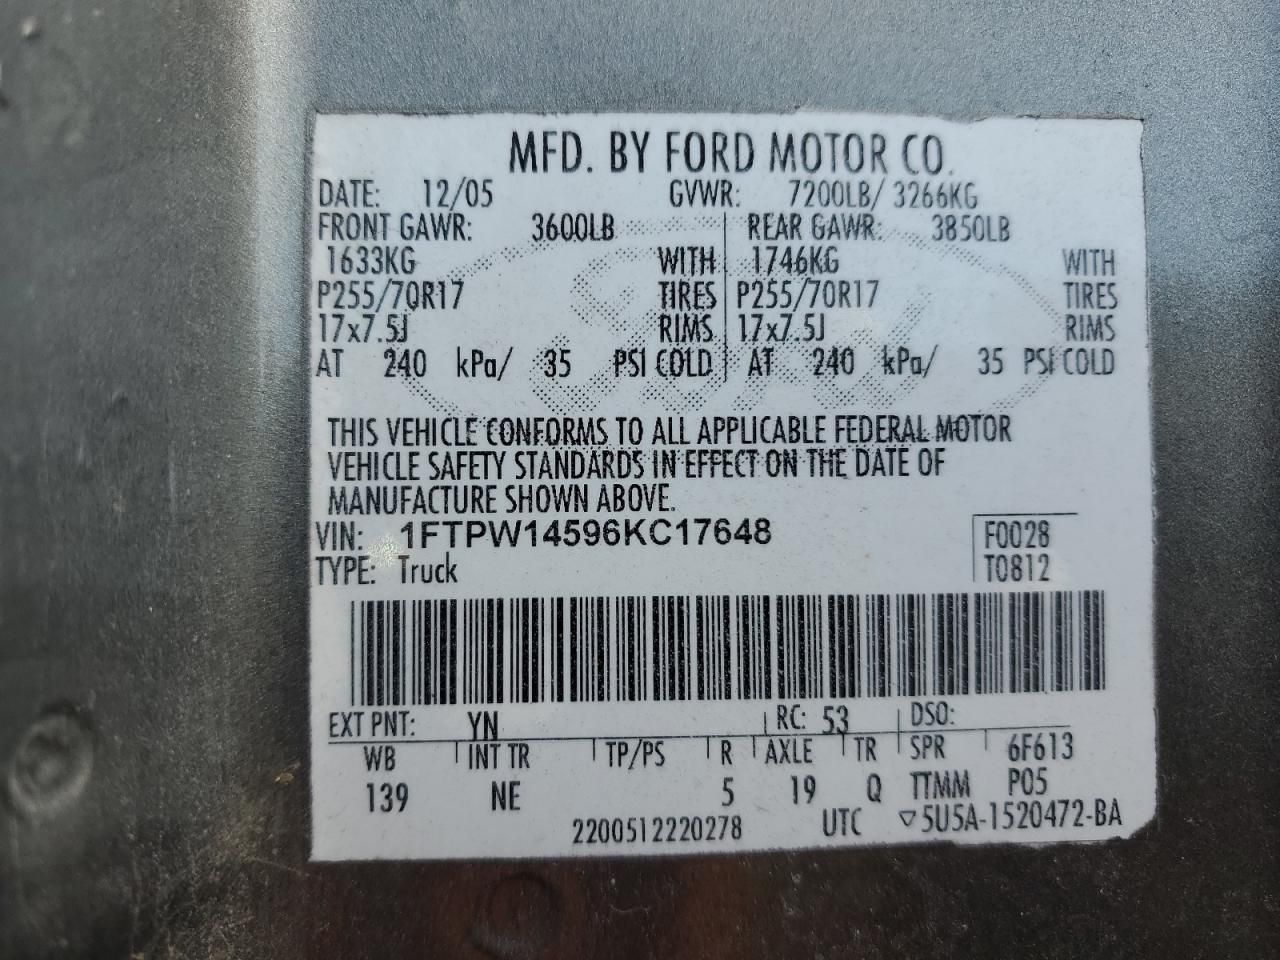 MFD. BY FORD MOTOR CO.
DATE: 12/05 GVWR: 7200LB/ 3266KG
FRONT GAWR: 3600LB REAR GAWR: 3850LB
1633KG WITH 1746KG WITH
P255/70R17 TIRES P255/70R17 TIRES
17x7.5J RIMS 17x7.5J RIMS
AT 240 kPa/ 35 PSI COLD AT 240 kPa/ 35 PSI COLD
THIS VEHICLE CONFORMS TO ALL APPLICABLE FEDERAL MOTOR
VEHICLE SAFETY STANDARDS IN EFFECT ON THE DATE OF
MANUFACTURE SHOWN ABOVE.
VIN: 1FTPW14596KC17648 F0028
TYPE: Truck T0812
EXT PNT: YN RC: 53 DSO:
WB INT TR TP/PS R AXLE TR SPR 6F613
139 NE 5 19 Q TTMM P05
2200512220278 UTC ▽5U5A-1520472-BA